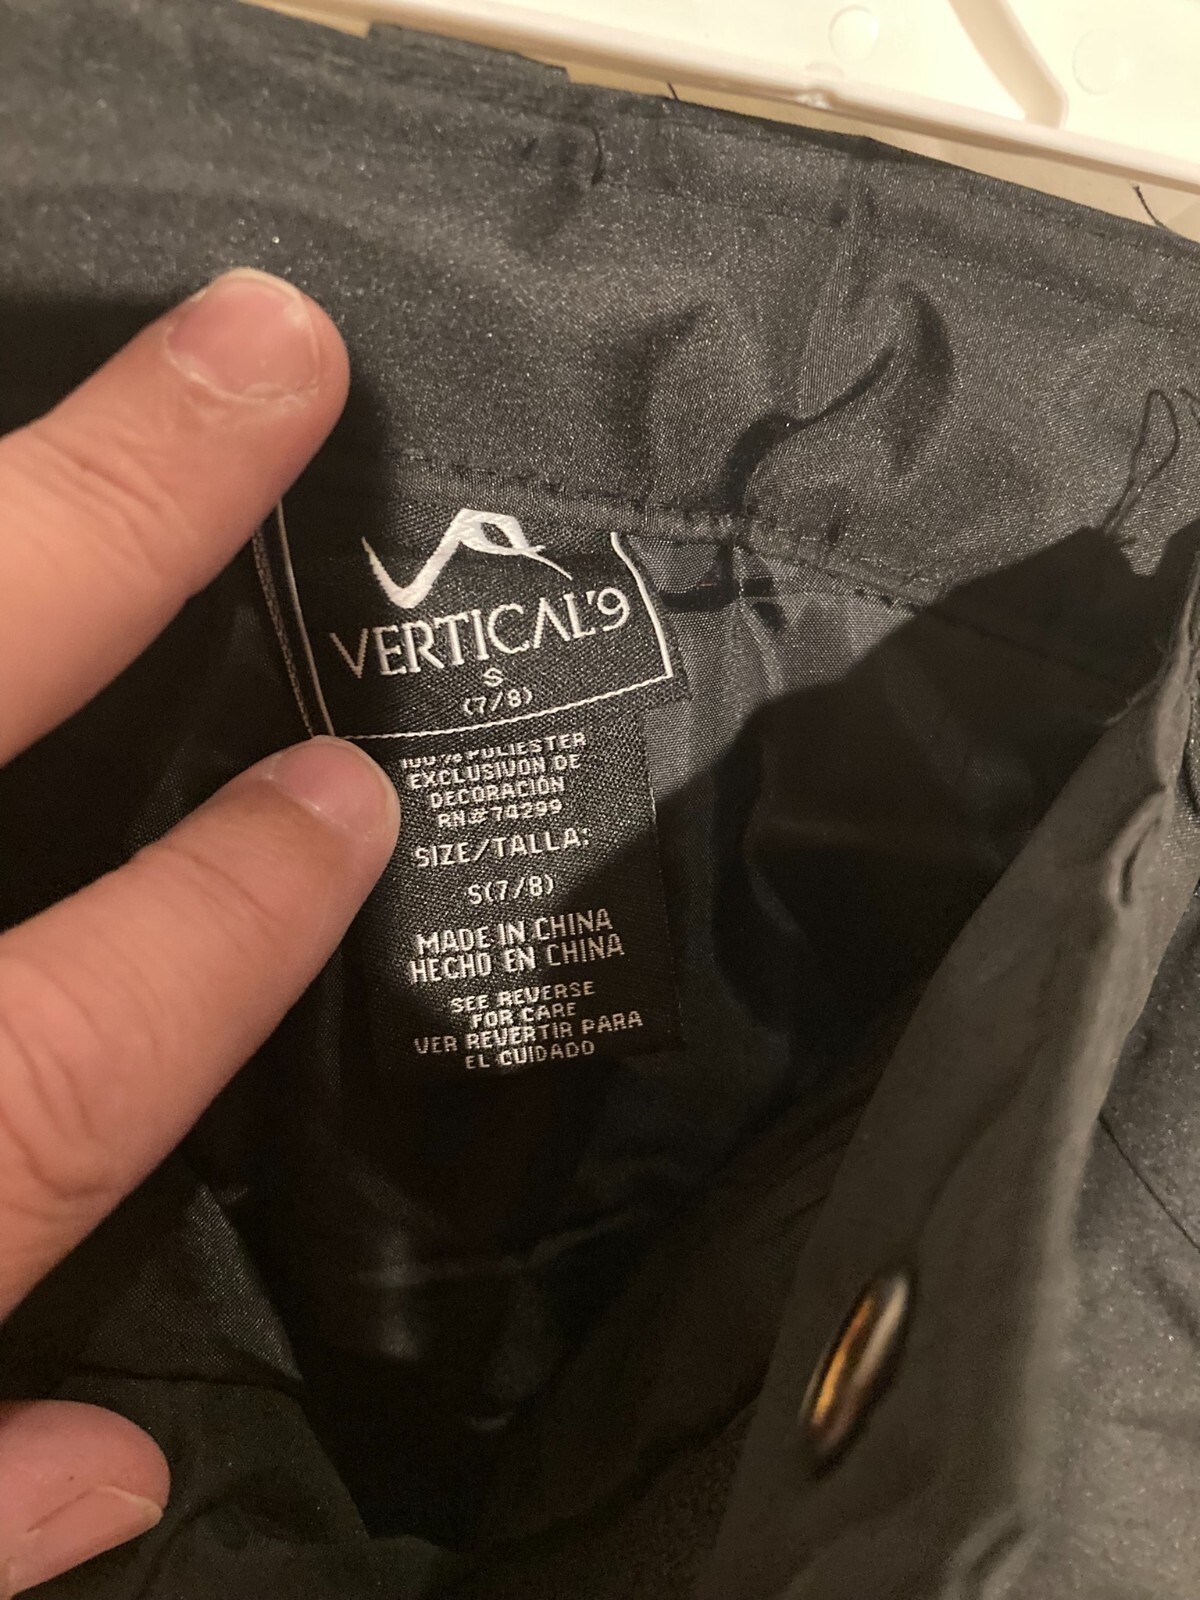 VERTICAL'9
S
(7/8)
100% POLIESTER
EXCLUSIVON DE
DECORACION
RN#74299
SIZE/TALLA:
S(7/8)
MADE IN CHINA
HECHO EN CHINA
SEE REVERSE
FOR CARE
VER REVERTIR PARA
EL CUIDADO